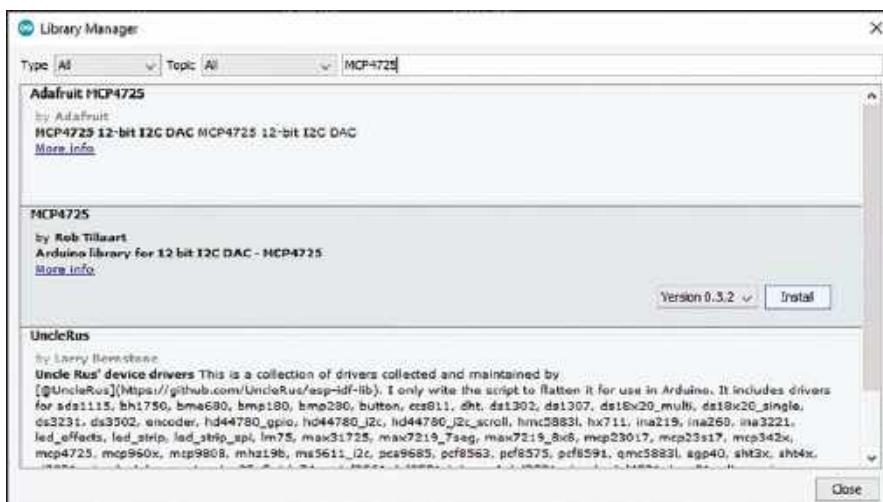 Library Manager
Type All Topic All MCP4725
Adafruit MCP4725
by Adafruit
MCP4725 12-bit I2C DAC MCP4725 12-bit I2C DAC
More info
MCP4725
by Rob Tillaart
Arduino library for 12 bit I2C DAC - MCP4725
More info
Version 0.3.2 Install
UncleRus
by Larry Bernstone
Uncle Rus' device drivers This is a collection of drivers collected and maintained by
[@UncleRus](https://github.com/UncleRus/esp-idf-lib). I only write the script to flatten it for use in Arduino. It includes drivers
for ads1115, bh1750, bme680, bmp180, bmp280, button, ccs811, dht, ds1302, ds1307, ds18x20_multi, ds18x20_single,
ds3231, ds3502, encoder, hd44780_gpio, hd44780_i2c, hd44780_i2c_scroll, hmc5883l, hx711, ina219, ina260, ina3221,
led_effects, led_strip, led_strip_spi, lm75, max31725, max7219_7seg, max7219_8x8, mcp23017, mcp23s17, mcp342x,
mcp4725, mcp960x, mcp9808, mhz19b, ms5611_i2c, pca9685, pcf8563, pcf8575, pcf8591, qmc5883l, sgp40, sht3x, sht4x,
Close